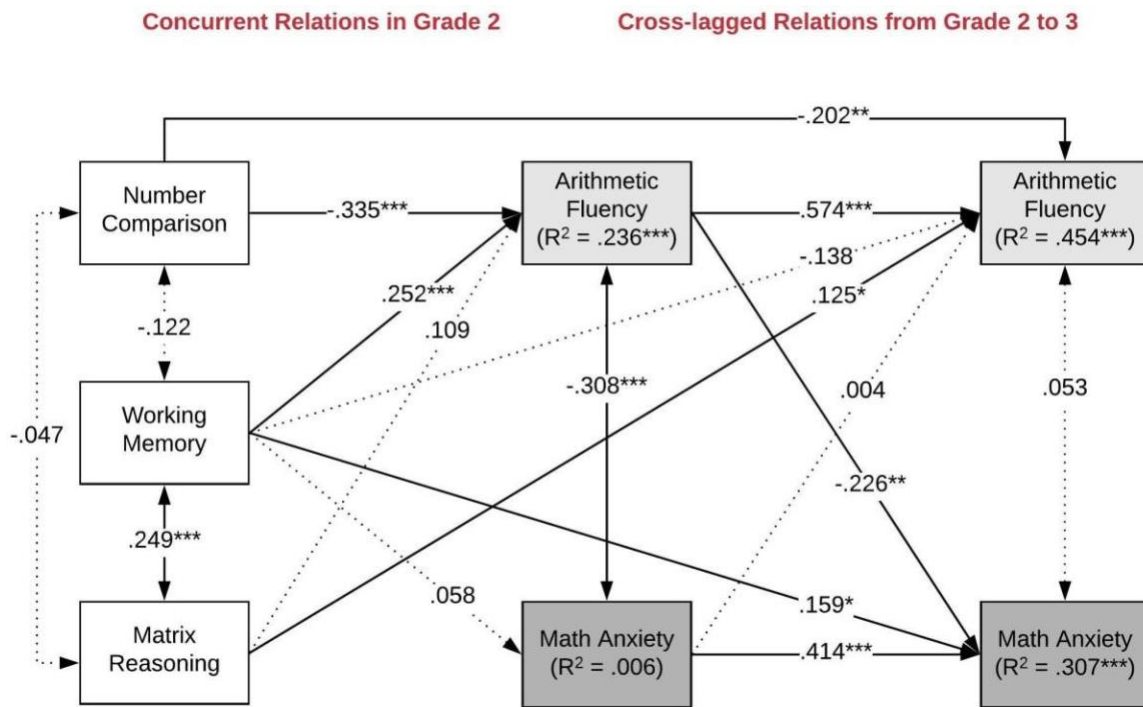 Concurrent Relations in Grade 2
Cross-lagged Relations from Grade 2 to 3
-.202**
Number
Comparison
-.335***
Arithmetic
Fluency
(R² = .236***)
.574***
Arithmetic
Fluency
(R² = .454***)
-.138
.252***
.125*
.109
-.122
-.308***
.004
.053
Working
Memory
-.047
-.226**
.249***
.058
.159*
Matrix
Reasoning
Math Anxiety
(R² = .006)
.414***
Math Anxiety
(R² = .307***)